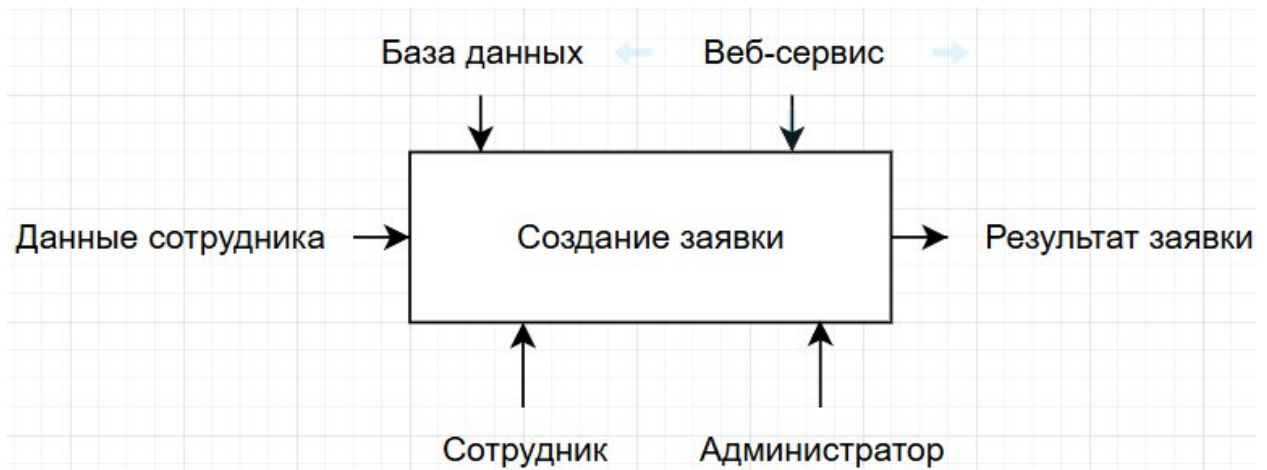 База данных
Веб-сервис
Данные сотрудника
Создание заявки
Результат заявки
Сотрудник
Администратор